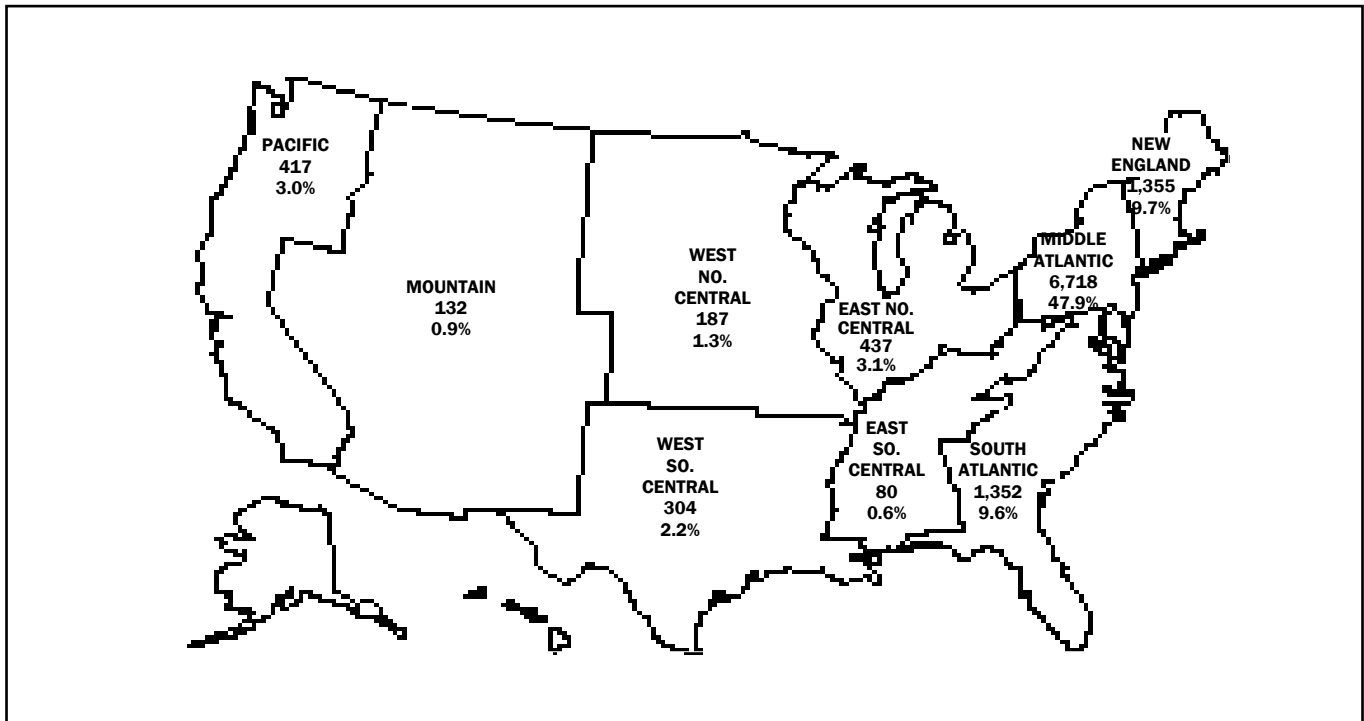 PACIFIC
417
3.0%
MOUNTAIN
132
0.9%
WEST
NO.
CENTRAL
187
1.3%
EAST NO.
CENTRAL
437
3.1%
NEW
ENGLAND
1,355
9.7%
MIDDLE
ATLANTIC
6,718
47.9%
WEST
SO.
CENTRAL
304
2.2%
EAST
SO.
CENTRAL
80
0.6%
SOUTH
ATLANTIC
1,352
9.6%